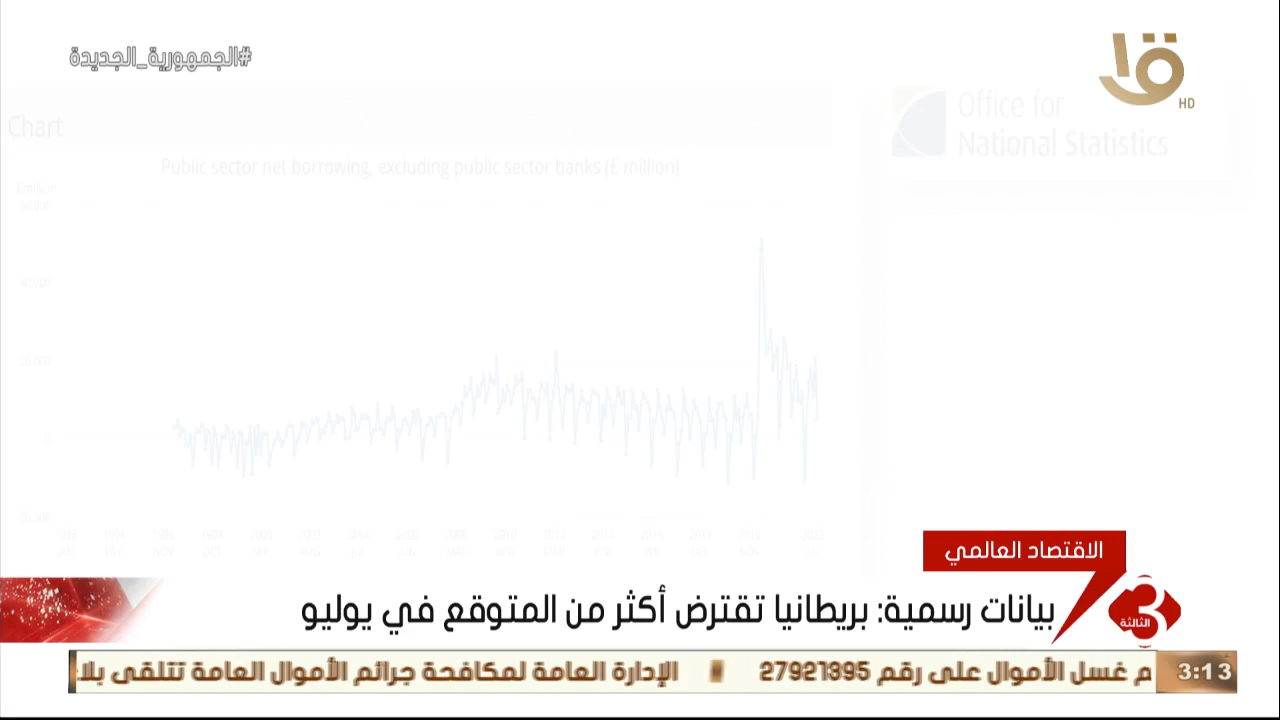 #الجمهورية_الجديدة
HD
Office for
National Statistics
Chart
Public sector net borrowing, excluding public sector banks (£ million)
الاقتصاد العالمي
بيانات رسمية: بريطانيا تقترض أكثر من المتوقع في يوليو
3
الثالثة
م غسل الأموال على رقم 27921395 الإدارة العامة لمكافحة جرائم الأموال العامة تتلقى بلا
3:13